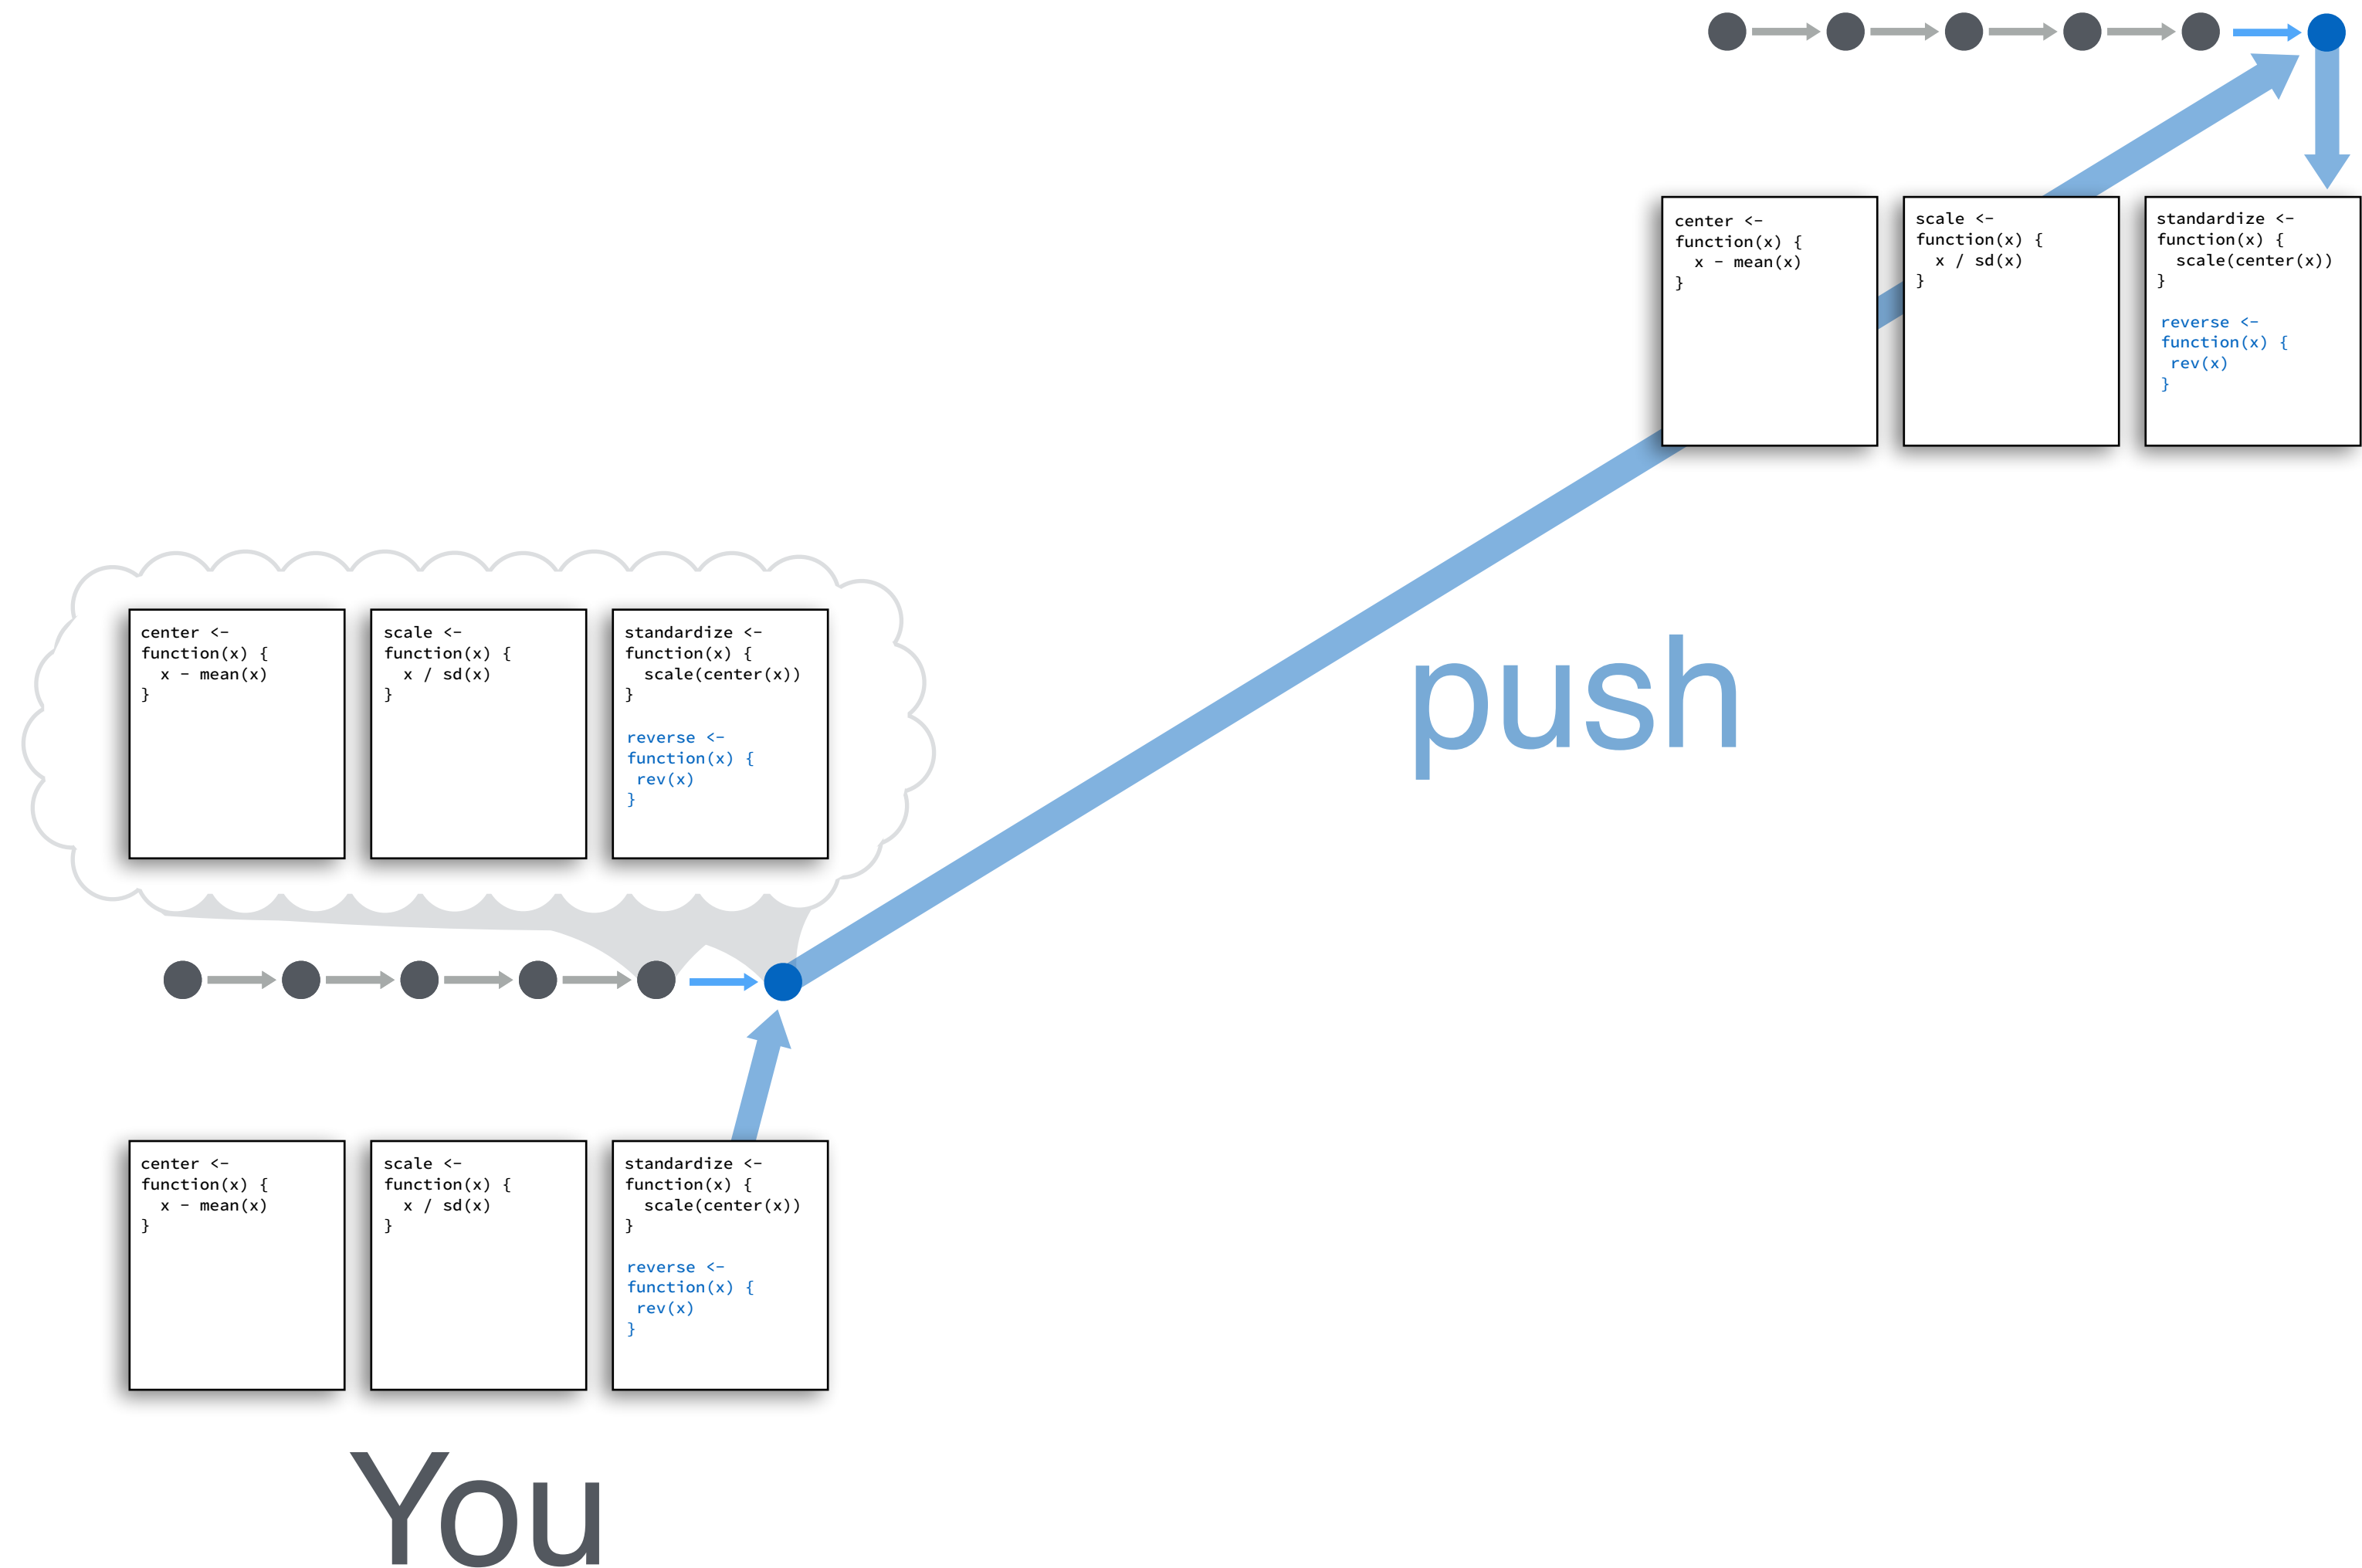 center <-
function(x) {
  x - mean(x)
}
scale <-
function(x) {
  x / sd(x)
}
standardize <-
function(x) {
  scale(center(x))
}
reverse <-
function(x) {
 rev(x)
}
push
center <-
function(x) {
  x - mean(x)
}
scale <-
function(x) {
  x / sd(x)
}
standardize <-
function(x) {
  scale(center(x))
}
reverse <-
function(x) {
 rev(x)
}
center <-
function(x) {
  x - mean(x)
}
scale <-
function(x) {
  x / sd(x)
}
standardize <-
function(x) {
  scale(center(x))
}
reverse <-
function(x) {
 rev(x)
}
You